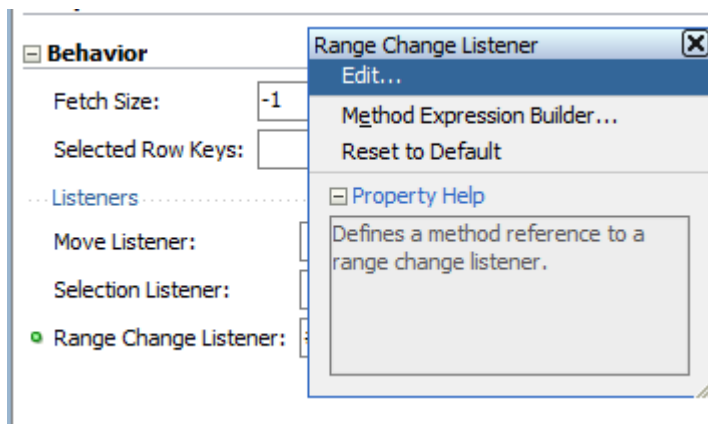 Behavior
Fetch Size: -1
Selected Row Keys:
Listeners
Move Listener:
Selection Listener:
Range Change Listener:
Range Change Listener
Edit...
Method Expression Builder...
Reset to Default
Property Help
Defines a method reference to a
range change listener.